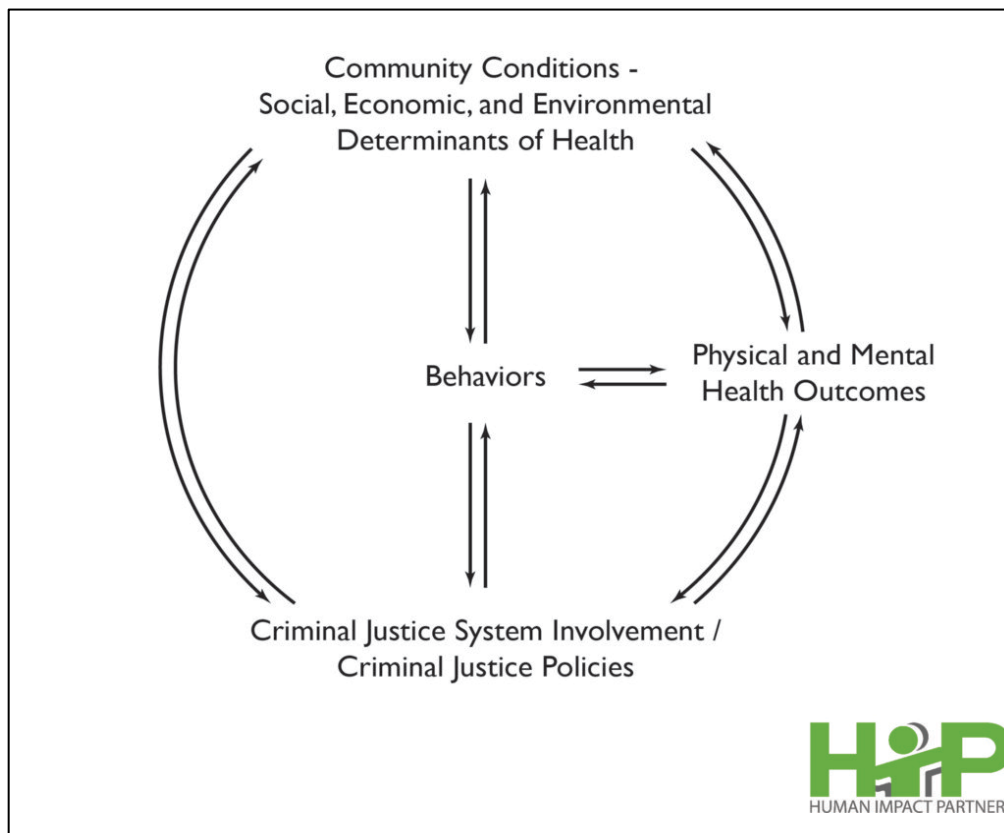 Community Conditions -
Social, Economic, and Environmental
Determinants of Health
Behaviors
Physical and Mental
Health Outcomes
Criminal Justice System Involvement /
Criminal Justice Policies
HiP
HUMAN IMPACT PARTNER